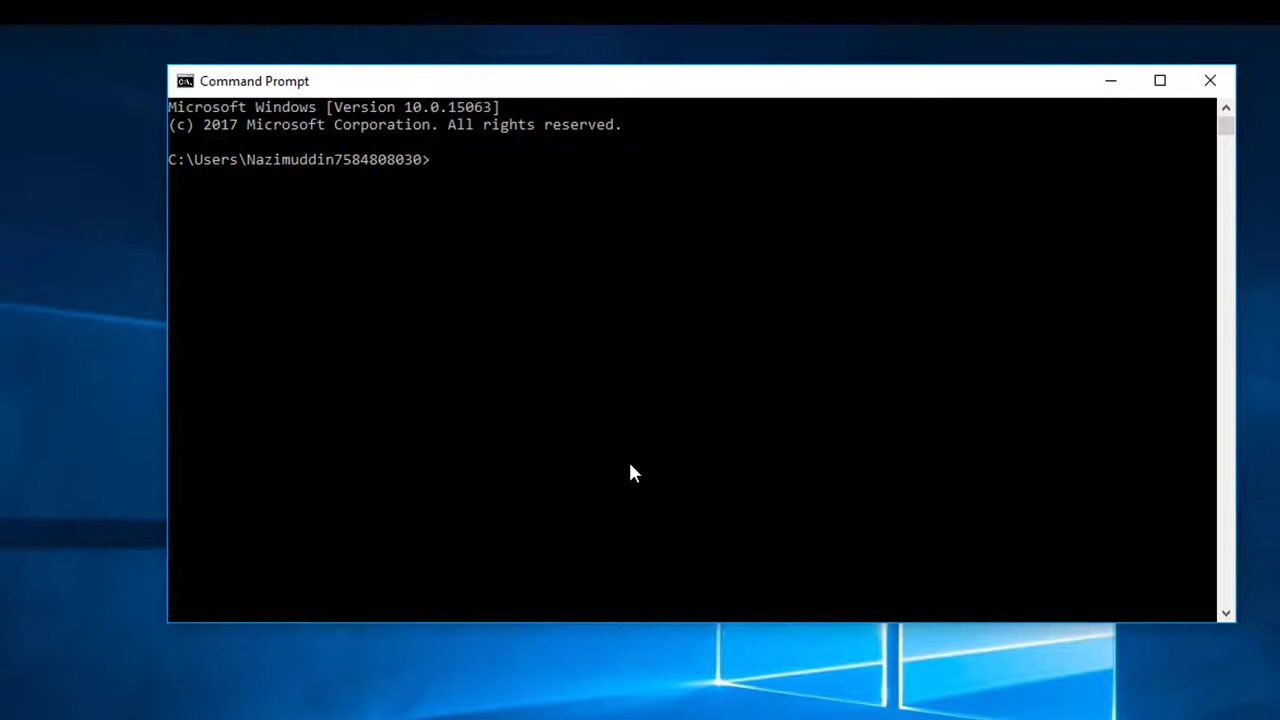 Command Prompt
Microsoft Windows [Version 10.0.15063]
(c) 2017 Microsoft Corporation. All rights reserved.
C:\Users\Nazimuddin7584808030>